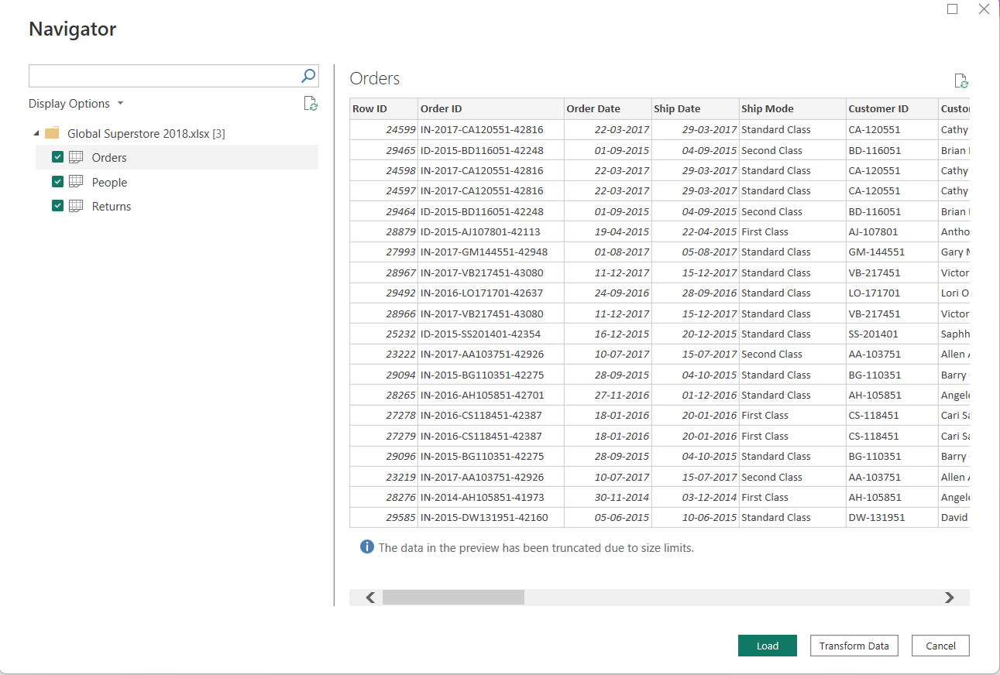 Navigator
Display Options
Global Superstore 2018.xlsx [3]
Orders
People
Returns
Orders
Row ID Order ID Order Date Ship Date Ship Mode Customer ID Custo
24599 IN-2017-CA120551-42816 22-03-2017 29-03-2017 Standard Class CA-120551 Cathy
29465 ID-2015-BD116051-42248 01-09-2015 04-09-2015 Second Class BD-116051 Brian
24598 IN-2017-CA120551-42816 22-03-2017 29-03-2017 Standard Class CA-120551 Cathy
24597 IN-2017-CA120551-42816 22-03-2017 29-03-2017 Standard Class CA-120551 Cathy
29464 ID-2015-BD116051-42248 01-09-2015 04-09-2015 Second Class BD-116051 Brian
28879 ID-2015-AJ107801-42113 19-04-2015 22-04-2015 First Class AJ-107801 Antho
27993 IN-2017-GM144551-42948 01-08-2017 05-08-2017 Standard Class GM-144551 Gary
28967 IN-2017-VB217451-43080 11-12-2017 15-12-2017 Standard Class VB-217451 Victor
29492 IN-2016-LO171701-42637 24-09-2016 28-09-2016 Standard Class LO-171701 Lori O
28966 IN-2017-VB217451-43080 11-12-2017 15-12-2017 Standard Class VB-217451 Victor
25232 ID-2015-SS201401-42354 16-12-2015 20-12-2015 Standard Class SS-201401 Saphh
23222 IN-2017-AA103751-42926 10-07-2017 15-07-2017 Second Class AA-103751 Allen
29094 IN-2015-BG110351-42275 28-09-2015 04-10-2015 Standard Class BG-110351 Barry
28265 IN-2016-AH105851-42701 27-11-2016 01-12-2016 Standard Class AH-105851 Angele
27278 IN-2016-CS118451-42387 18-01-2016 20-01-2016 First Class CS-118451 Cari Sa
27279 IN-2016-CS118451-42387 18-01-2016 20-01-2016 First Class CS-118451 Cari Sa
29096 IN-2015-BG110351-42275 28-09-2015 04-10-2015 Standard Class BG-110351 Barry
23219 IN-2017-AA103751-42926 10-07-2017 15-07-2017 Second Class AA-103751 Allen
28276 IN-2014-AH105851-41973 30-11-2014 03-12-2014 First Class AH-105851 Angele
29585 IN-2015-DW131951-42160 05-06-2015 10-06-2015 Standard Class DW-131951 David
The data in the preview has been truncated due to size limits.
Load Transform Data Cancel